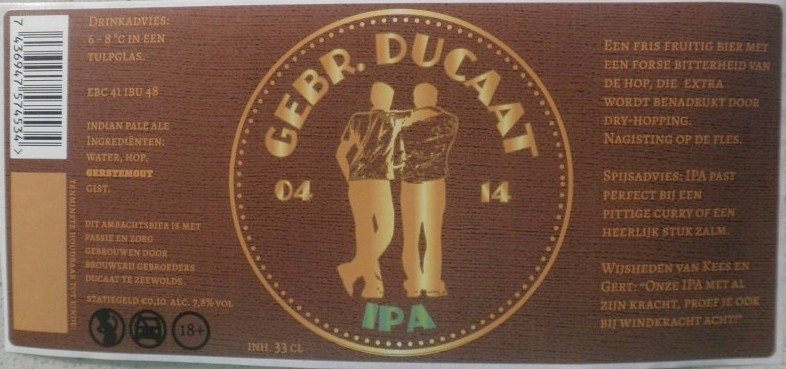 7 436947 574534 >
DRINKADVIES:
6 - 8 °C IN EEN
TULPGLAS.
EBC 41 IBU 48
INDIAN PALE ALE
INGREDIËNTEN:
WATER, HOP,
GERSTEMOUT
GIST.
TENMINSTE HOUDBAAR TOT EINDE:
DIT AMBACHTSBIER IS MET
PASSIE EN ZORG
GEBROUWEN DOOR
BROUWERIJ GEBROEDERS
DUCAAT TE ZEEWOLDE.
STATIEGELD €0,10 ALC. 7,8% VOL
18+
INH. 33 CL
GEBR. DUCAAT
04 14
IPA
EEN FRIS FRUITIG BIER MET
EEN FORSE BITTERHEID VAN
DE HOP, DIE EXTRA
WORDT BENADRUKT DOOR
DRY-HOPPING.
NAGISTING OP DE FLES.
SPIJSADVIES: IPA PAST
PERFECT BIJ EEN
PITTIGE CURRY OF EEN
HEERLIJK STUK ZALM.
WIJSHEDEN VAN KEES EN
GERT: "ONZE IPA MET AL
ZIJN KRACHT, PROEF JE OOK
BIJ WINDKRACHT ACHT!"